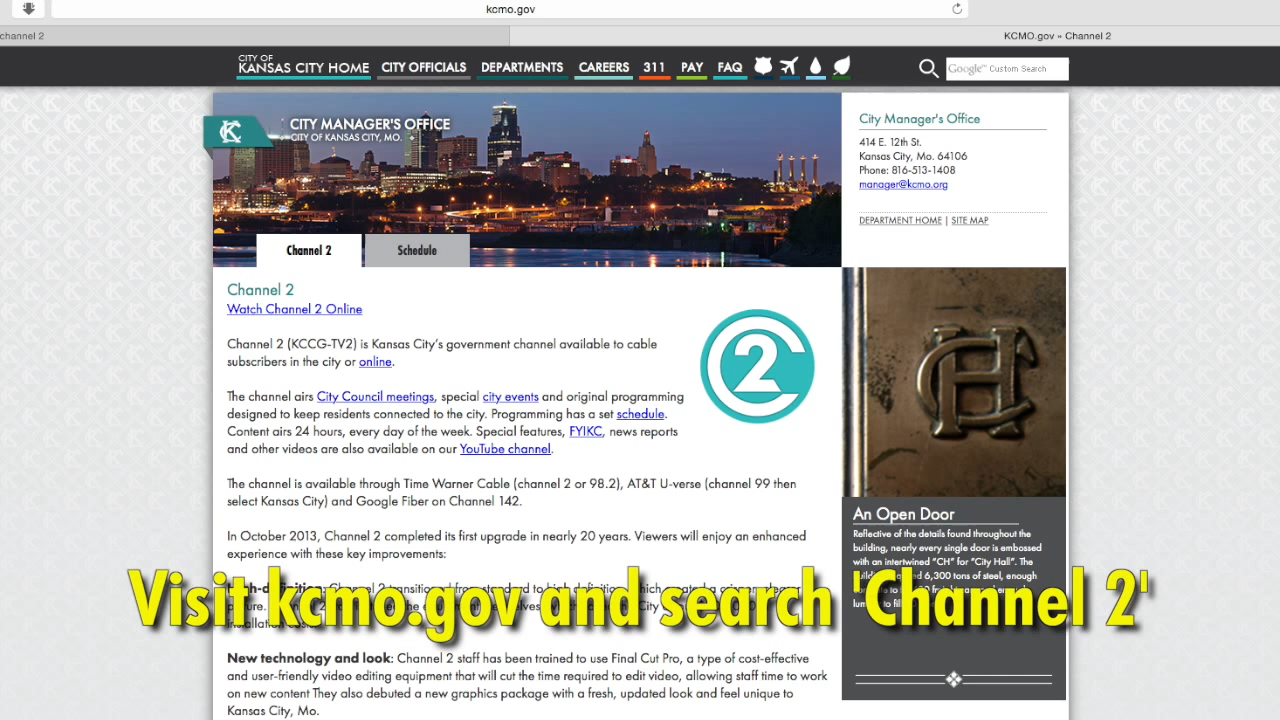 kcmo.gov
channel 2
KCMO.gov » Channel 2
CITY OF
KANSAS CITY HOME
CITY OFFICIALS
DEPARTMENTS
CAREERS
311
PAY
FAQ
Google™ Custom Search
KC
CITY MANAGER'S OFFICE
CITY OF KANSAS CITY, MO.
Channel 2
Schedule
City Manager's Office
414 E. 12th St.
Kansas City, Mo. 64106
Phone: 816-513-1408
manager@kcmo.org
DEPARTMENT HOME | SITE MAP
Channel 2
Watch Channel 2 Online
Channel 2 (KCCG-TV2) is Kansas City's government channel available to cable
subscribers in the city or online.
The channel airs City Council meetings, special city events and original programming
designed to keep residents connected to the city. Programming has a set schedule.
Content airs 24 hours, every day of the week. Special features, FYIKC, news reports
and other videos are also available on our YouTube channel.
2
The channel is available through Time Warner Cable (channel 2 or 98.2), AT&T U-verse (channel 99 then
select Kansas City) and Google Fiber on Channel 142.
In October 2013, Channel 2 completed its first upgrade in nearly 20 years. Viewers will enjoy an enhanced
experience with these key improvements:
CH
An Open Door
Reflective of the details found throughout the
building, nearly every single door is embossed
with an intertwined "CH" for "City Hall". The
6,300 tons of steel, enough
Visit kcmo.gov and search 'Channel 2'
New technology and look: Channel 2 staff has been trained to use Final Cut Pro, a type of cost-effective
and user-friendly video editing equipment that will cut the time required to edit video, allowing staff time to work
on new content They also debuted a new graphics package with a fresh, updated look and feel unique to
Kansas City, Mo.